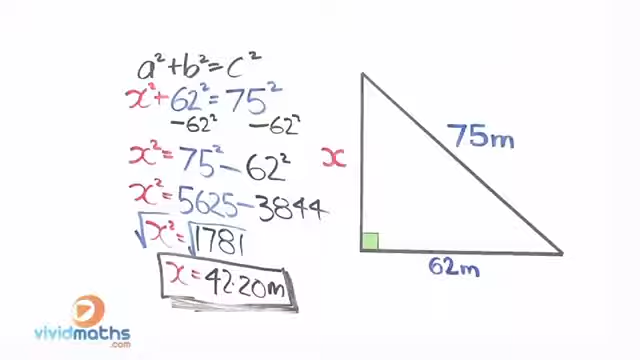 a²+b²=c²
x²+62²=75²
-62² -62²
x²=75²-62²
x²=5625-3844
√x²=√1781
x=42.20m
x
75m
62m
vividmaths
.com